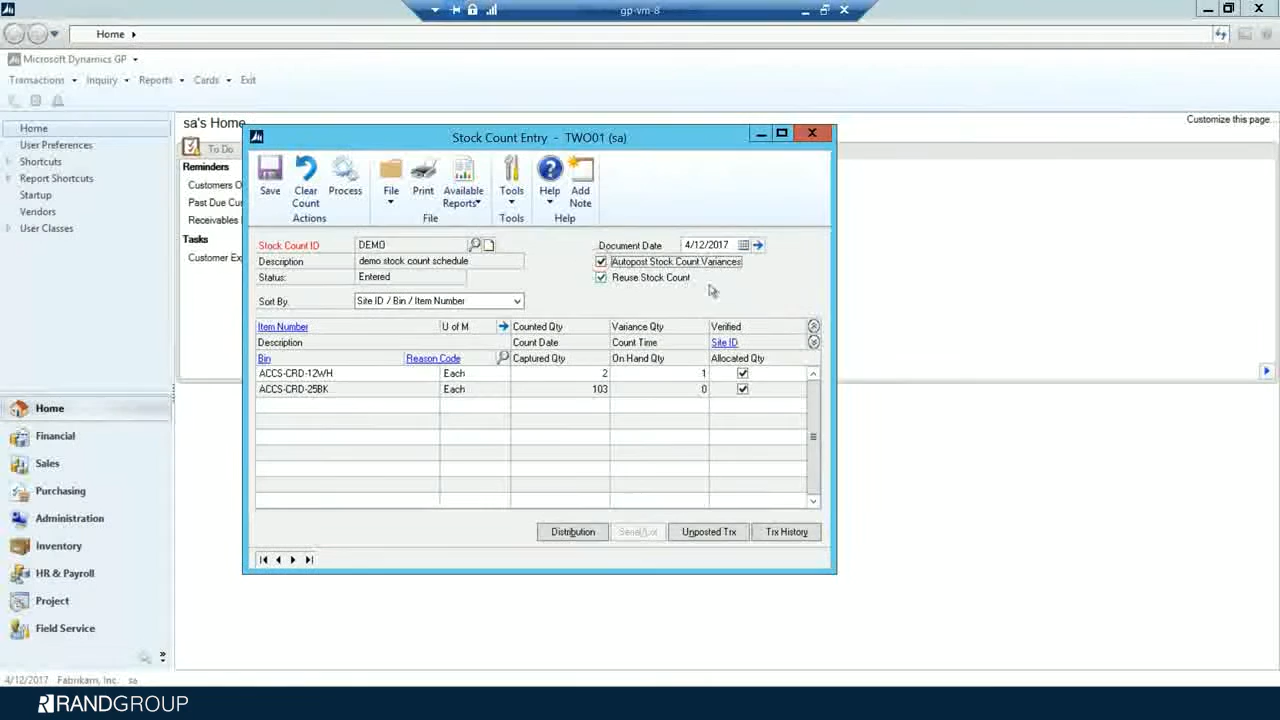 gp-vm-8
Home
Microsoft Dynamics GP
Transactions Inquiry Reports Cards Exit
Home
User Preferences
Shortcuts
Report Shortcuts
Startup
Vendors
User Classes
Home
Financial
Sales
Purchasing
Administration
Inventory
HR & Payroll
Project
Field Service
sa's Home
Customize this page
To Do
Reminders
Customers O
Past Due Cu
Receivables
Tasks
Customer Ex
Stock Count Entry - TWO01 (sa)
Save Clear Count Process File Print Available Reports Tools Help Add Note
Actions File Tools Help
Stock Count ID DEMO Document Date 4/12/2017
Description demo stock count schedule Autopost Stock Count Variances
Status: Entered Reuse Stock Count
Sort By: Site ID / Bin / Item Number
Item Number U of M Counted Qty Variance Qty Verified
Description Count Date Count Time Site ID
Bin Reason Code Captured Qty On Hand Qty Allocated Qty
ACCS-CRD-12WH Each 2 1
ACCS-CRD-25BK Each 103 0
Distribution Serial/Lot Unposted Trx Trx History
4/12/2017 Fabrikam, Inc. sa
RANDGROUP